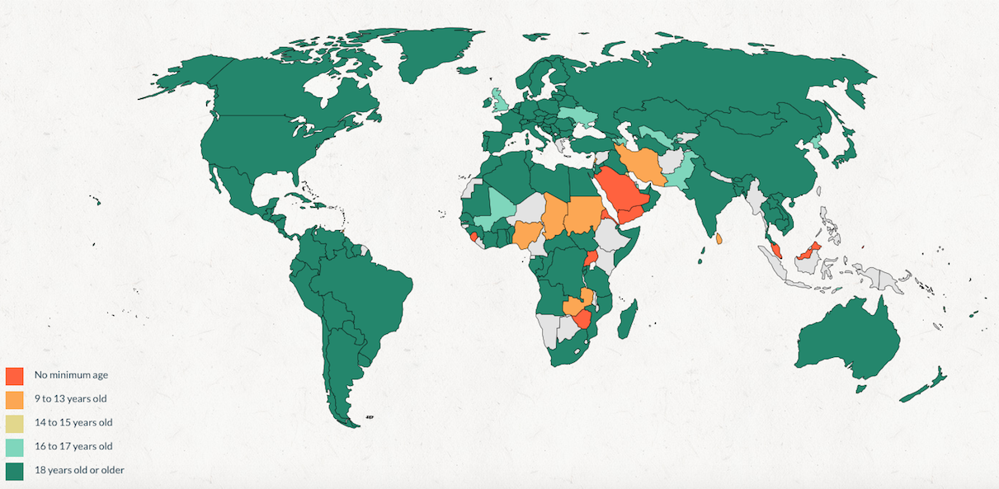 No minimum age
9 to 13 years old
14 to 15 years old
16 to 17 years old
18 years old or older